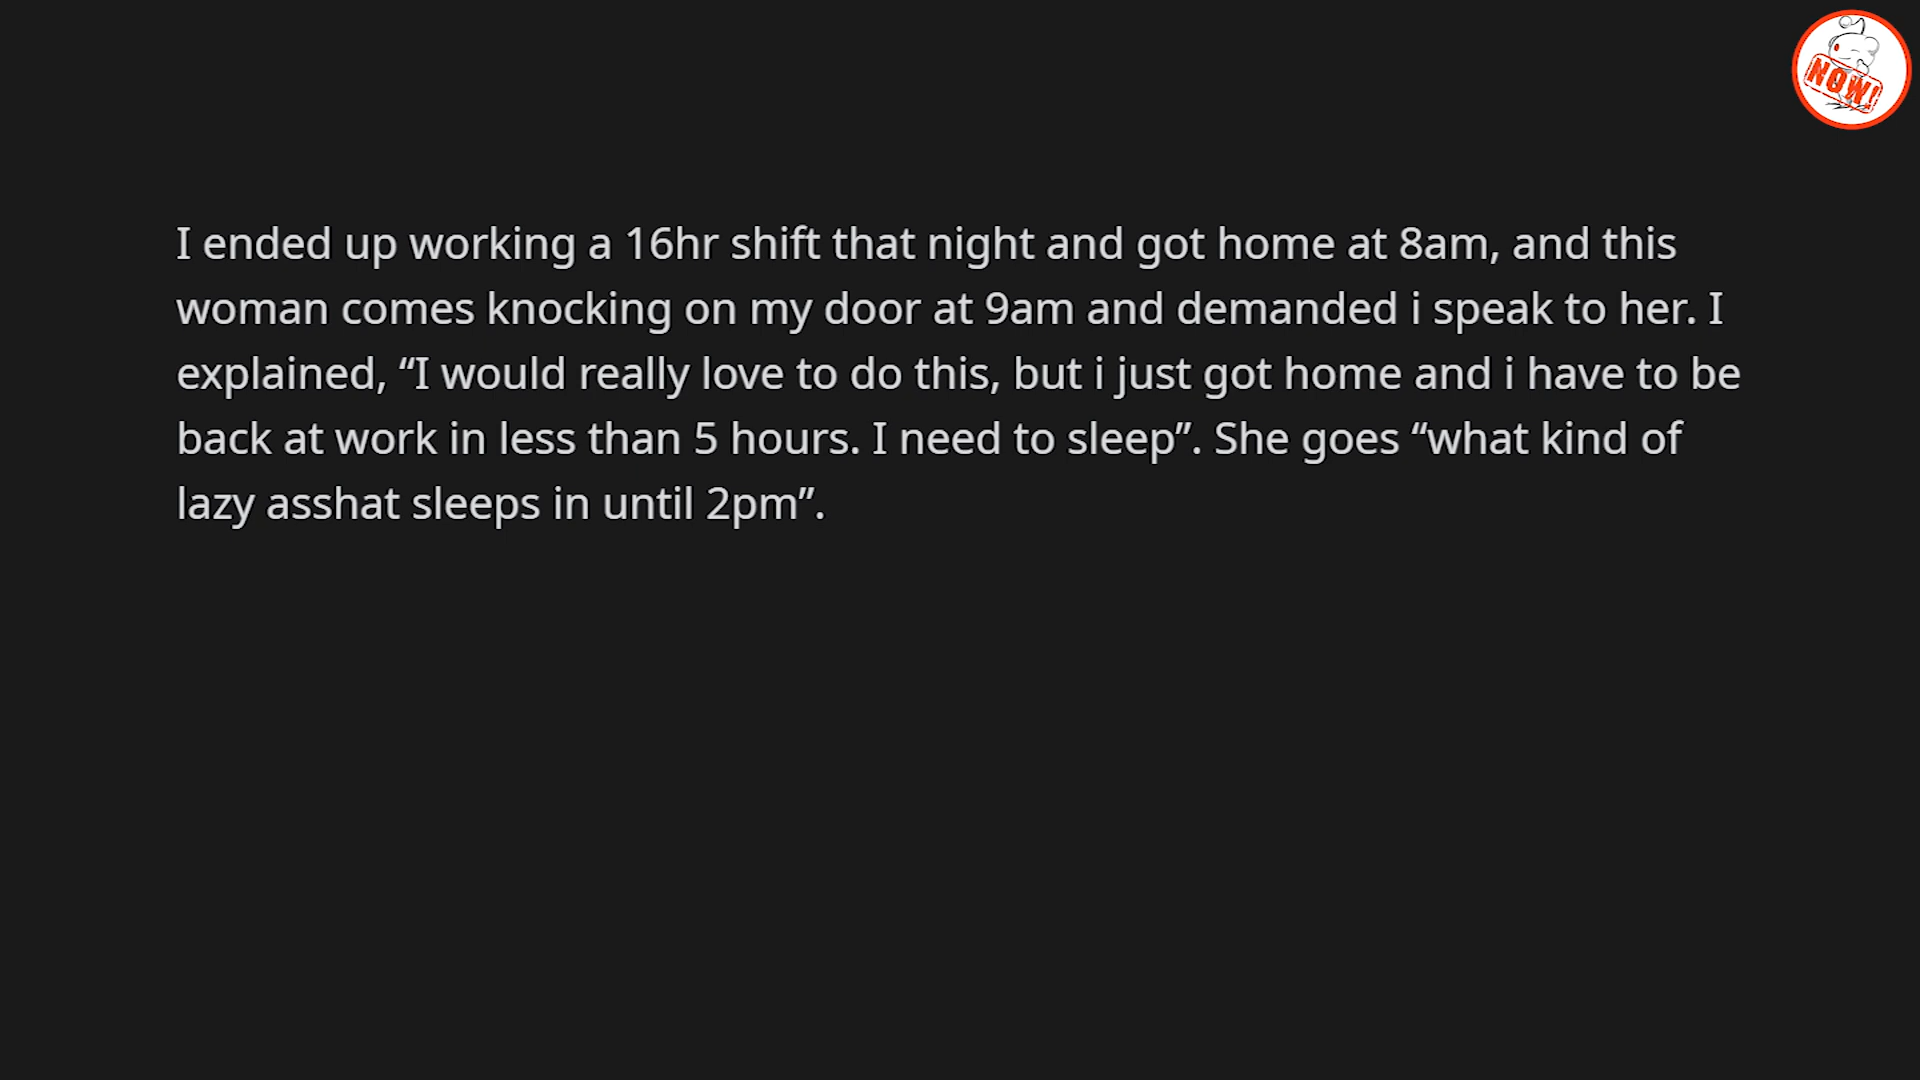 NOW!
I ended up working a 16hr shift that night and got home at 8am, and this
woman comes knocking on my door at 9am and demanded i speak to her. I
explained, “I would really love to do this, but i just got home and i have to be
back at work in less than 5 hours. I need to sleep”. She goes “what kind of
lazy asshat sleeps in until 2pm”.